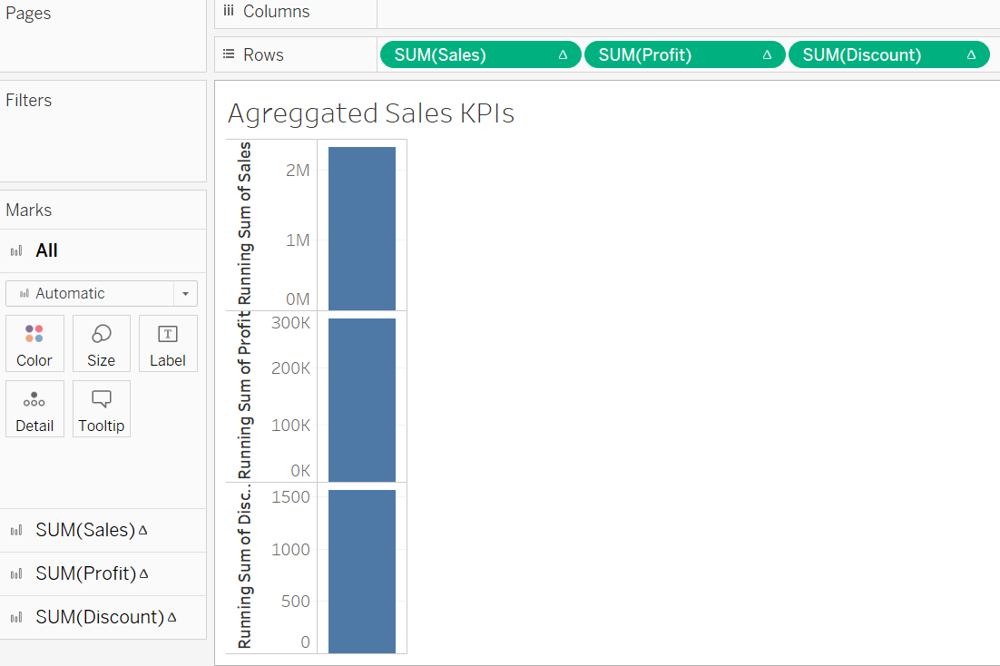 Pages
Columns
Rows
SUM(Sales) Δ
SUM(Profit) Δ
SUM(Discount) Δ
Filters
Marks
All
Automatic
Color
Size
Label
Detail
Tooltip
SUM(Sales) Δ
SUM(Profit) Δ
SUM(Discount) Δ
Agreggated Sales KPIs
Running Sum of Sales
2M
1M
0M
Running Sum of Profit
300K
200K
100K
0K
Running Sum of Disc..
1500
1000
500
0